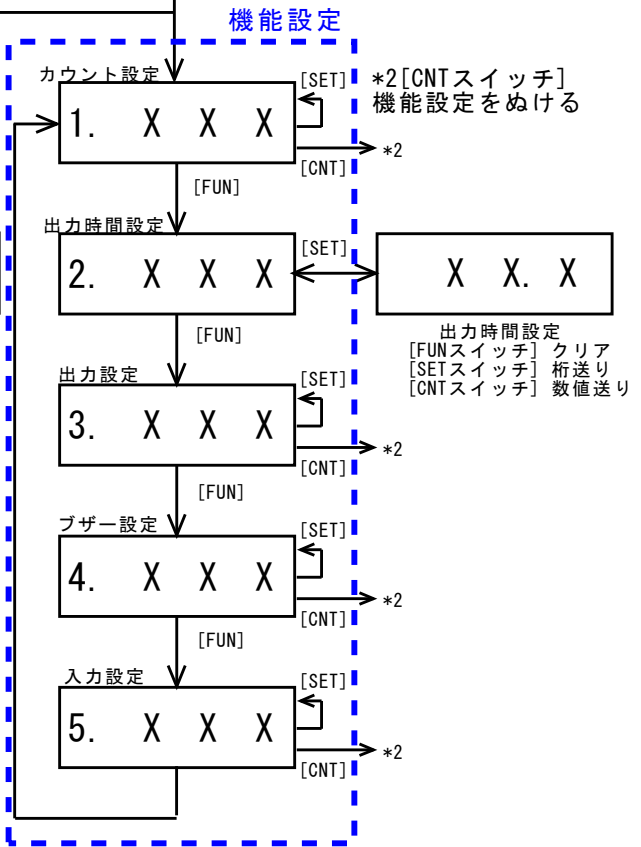 機能設定
カウント設定
[SET]
*2[CNTスイッチ]
機能設定をぬける
1. X X X
*2
[CNT]
[FUN]
出力時間設定
[SET]
2. X X X
X X. X
[FUN]
出力時間設定
[FUNスイッチ] クリア
[SETスイッチ] 桁送り
[CNTスイッチ] 数値送り
出力設定
[SET]
3. X X X
*2
[CNT]
[FUN]
ブザー設定
[SET]
4. X X X
*2
[CNT]
[FUN]
入力設定
[SET]
5. X X X
*2
[CNT]